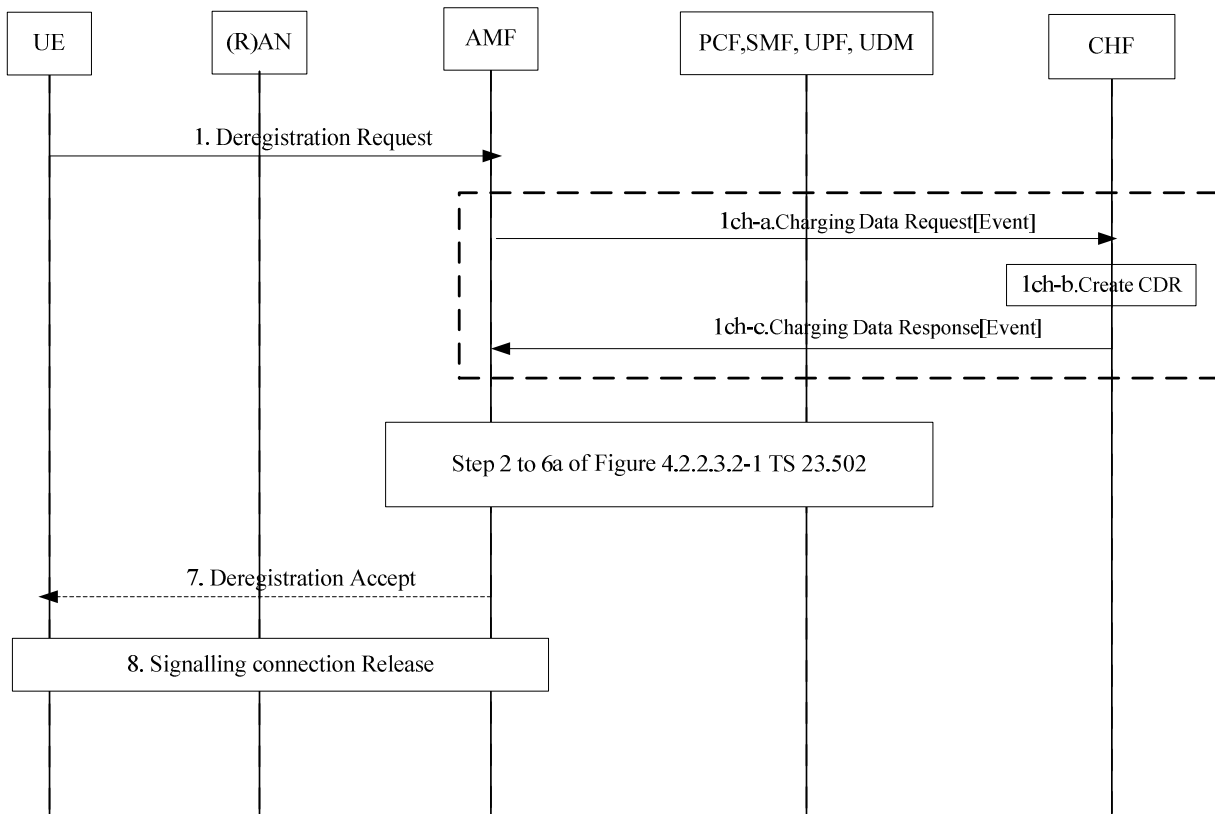 UE
(R)AN
AMF
PCF,SMF, UPF, UDM
CHF
1. Deregistration Request
1ch-a.Charging Data Request[Event]
1ch-b.Create CDR
1ch-c.Charging Data Response[Event]
Step 2 to 6a of Figure 4.2.2.3.2-1 TS 23.502
7. Deregistration Accept
8. Signalling connection Release